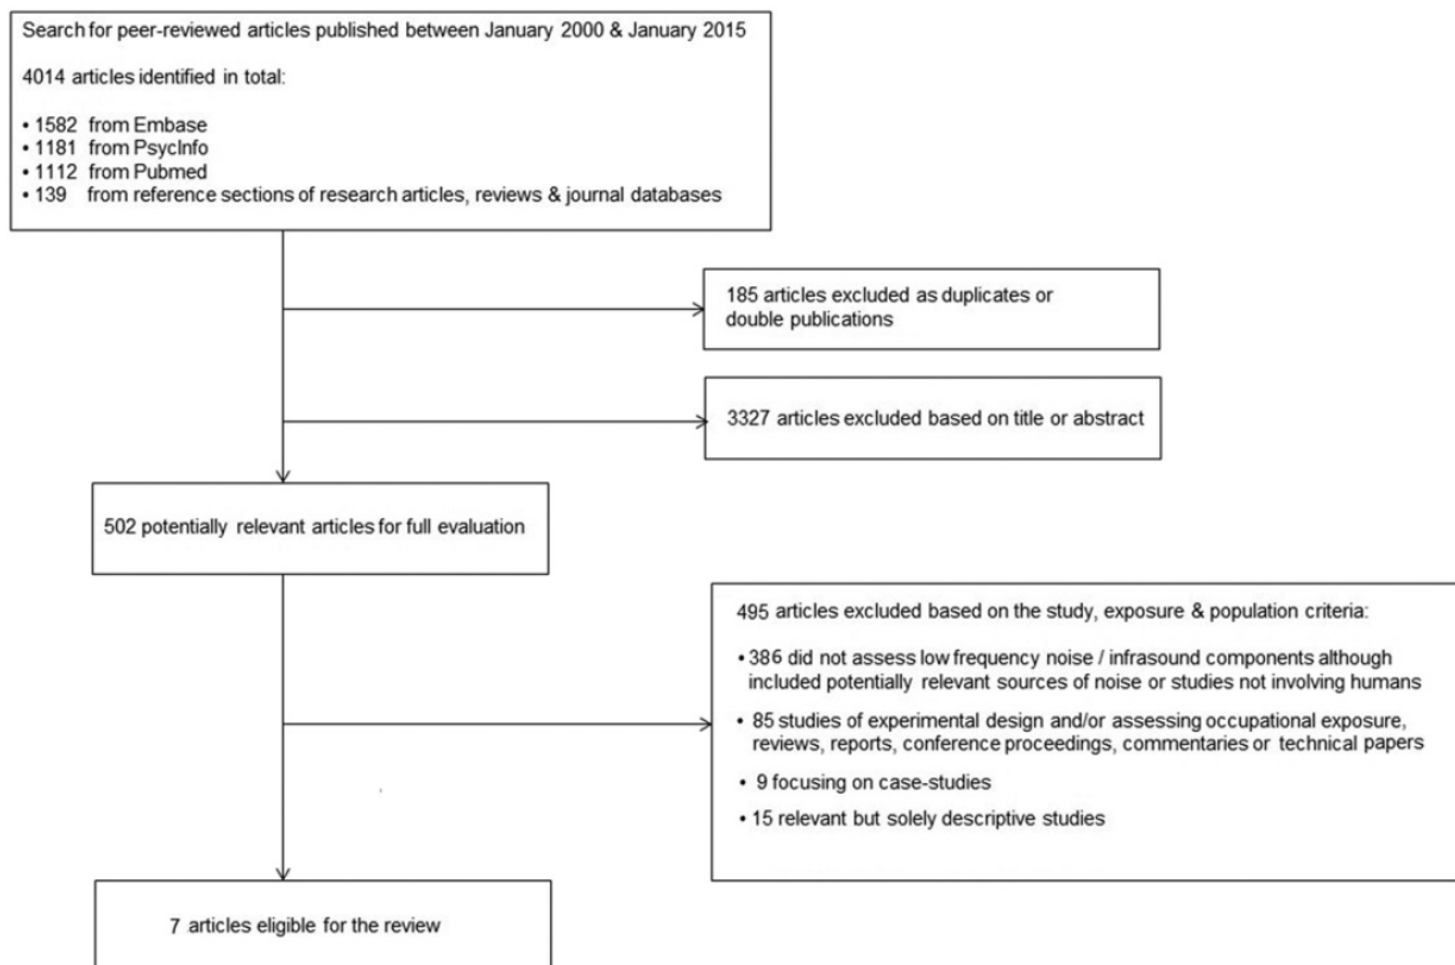 Search for peer-reviewed articles published between January 2000 & January 2015
4014 articles identified in total:
• 1582 from Embase
• 1181 from PsycInfo
• 1112 from Pubmed
• 139 from reference sections of research articles, reviews & journal databases
185 articles excluded as duplicates or
double publications
3327 articles excluded based on title or abstract
502 potentially relevant articles for full evaluation
495 articles excluded based on the study, exposure & population criteria:
• 386 did not assess low frequency noise / infrasound components although
included potentially relevant sources of noise or studies not involving humans
• 85 studies of experimental design and/or assessing occupational exposure,
reviews, reports, conference proceedings, commentaries or technical papers
• 9 focusing on case-studies
• 15 relevant but solely descriptive studies
7 articles eligible for the review